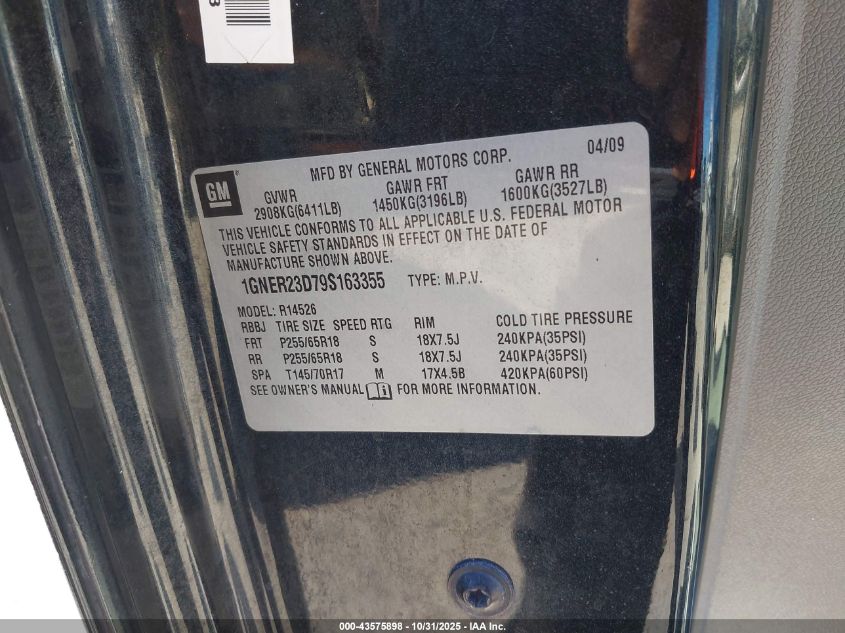 GM
MFD BY GENERAL MOTORS CORP. 04/09
GVWR GAWR FRT GAWR RR
2908KG(6411LB) 1450KG(3196LB) 1600KG(3527LB)
THIS VEHICLE CONFORMS TO ALL APPLICABLE U.S. FEDERAL MOTOR
VEHICLE SAFETY STANDARDS IN EFFECT ON THE DATE OF
MANUFACTURE SHOWN ABOVE.
1GNER23D79S163355 TYPE: M.P.V.
MODEL: R14526
RBBJ TIRE SIZE SPEED RTG RIM COLD TIRE PRESSURE
FRT P255/65R18 S 18X7.5J 240KPA(35PSI)
RR P255/65R18 S 18X7.5J 240KPA(35PSI)
SPA T145/70R17 M 17X4.5B 420KPA(60PSI)
SEE OWNER'S MANUAL FOR MORE INFORMATION.
000-43575898 - 10/31/2025 - IAA Inc.